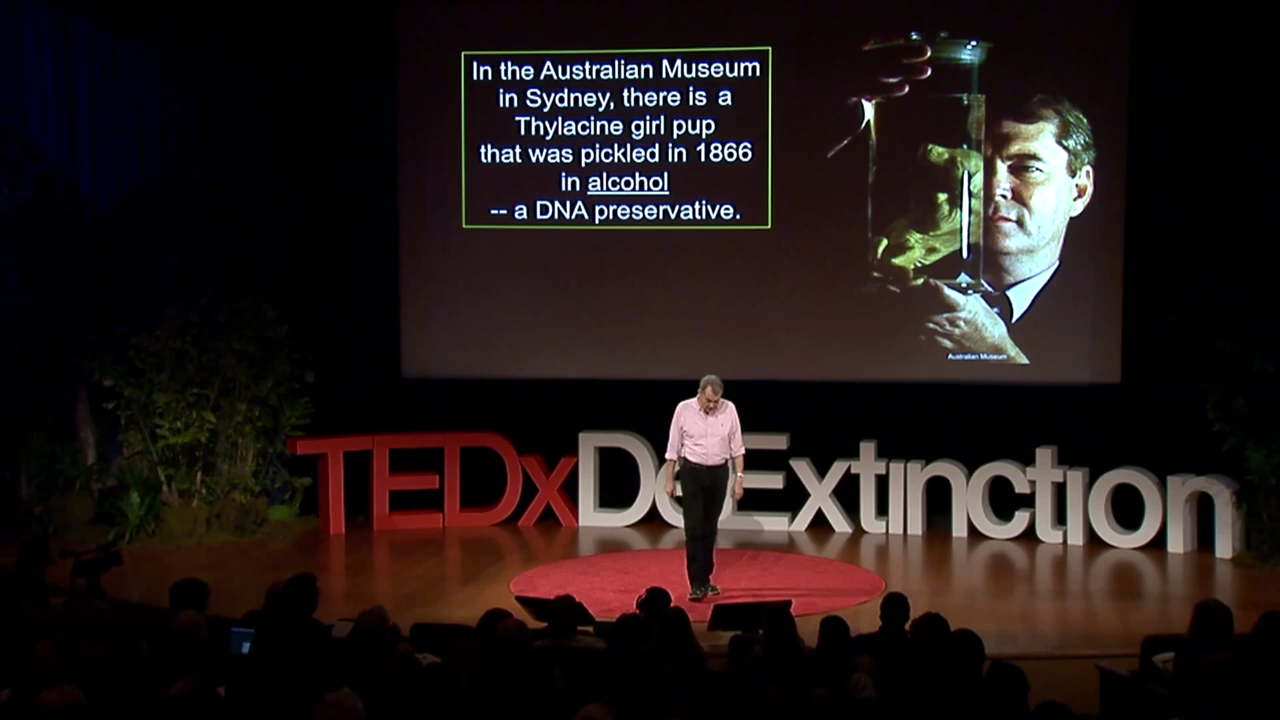 In the Australian Museum
in Sydney, there is a
Thylacine girl pup
that was pickled in 1866
in alcohol
-- a DNA preservative.
Australian Museum
TEDxDeExtinction